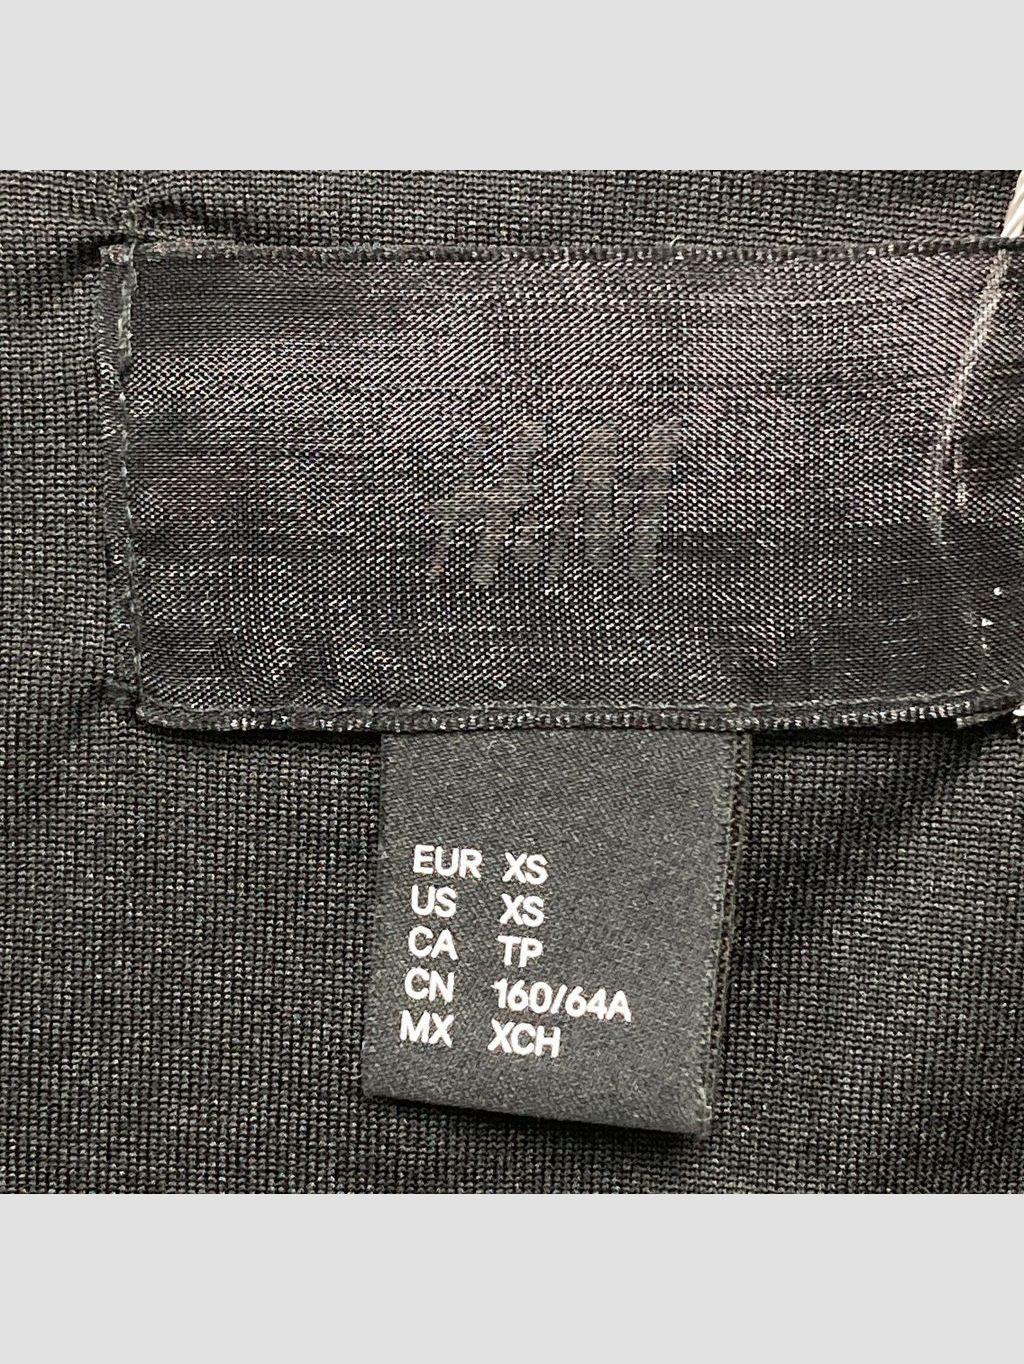 H&M
EUR XS
US XS
CA TP
CN 160/64A
MX XCH